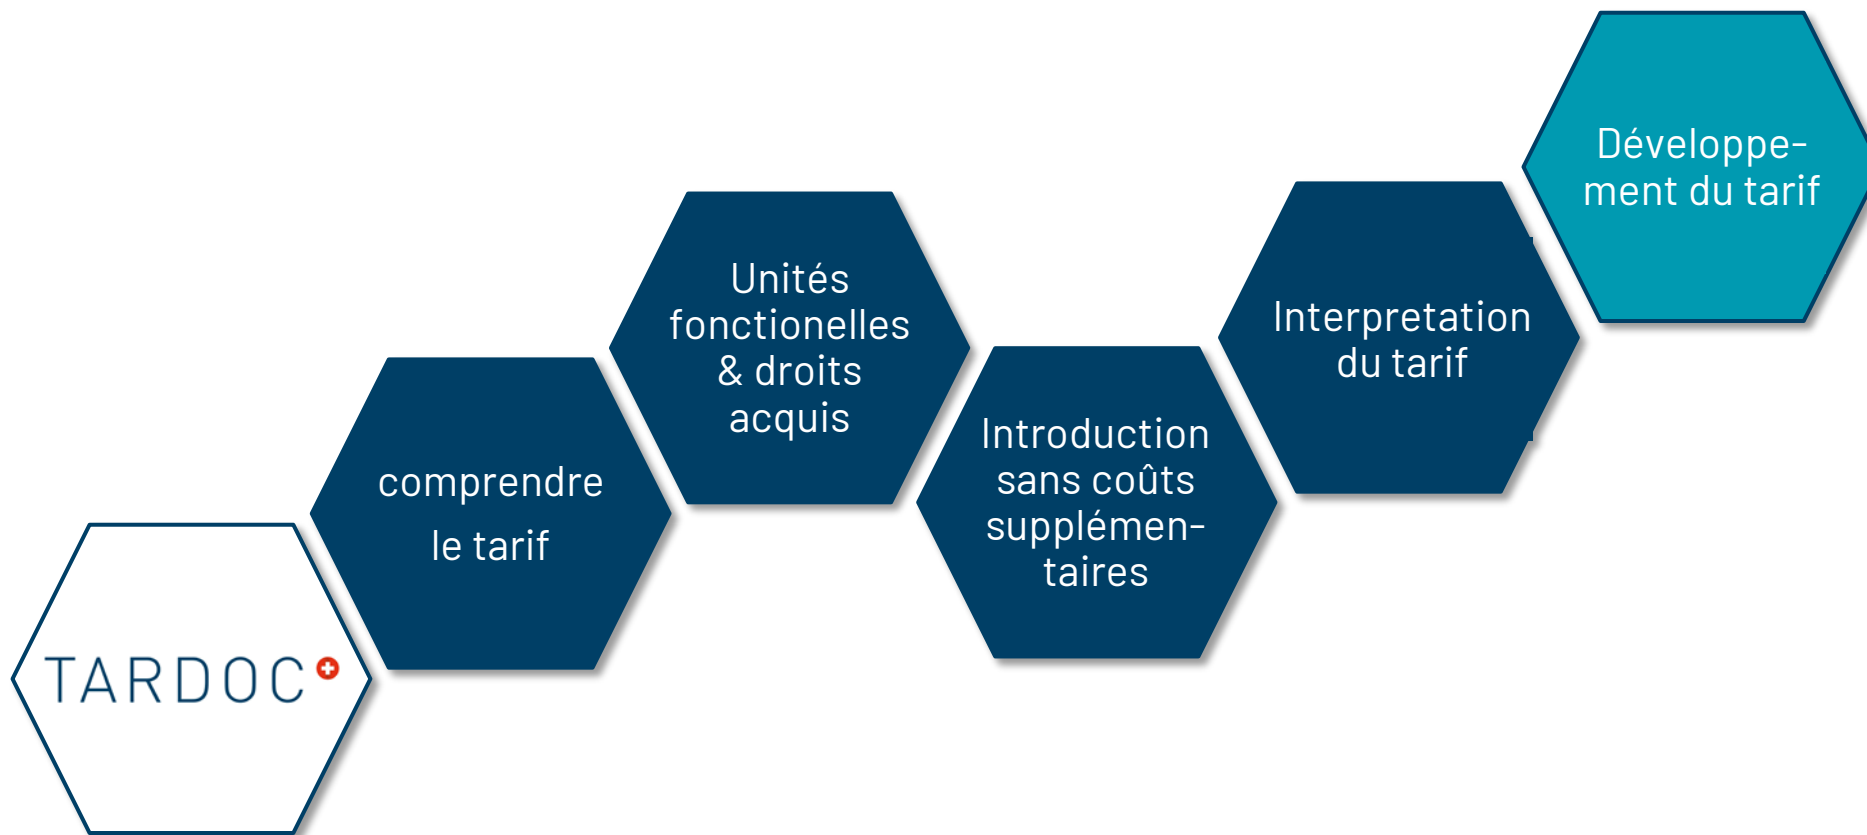 TARDOC
comprendre
le tarif
Unités
fonctionelles
& droits
acquis
Introduction
sans coûts
supplémen-
taires
Interpretation
du tarif
Développe-
ment du tarif